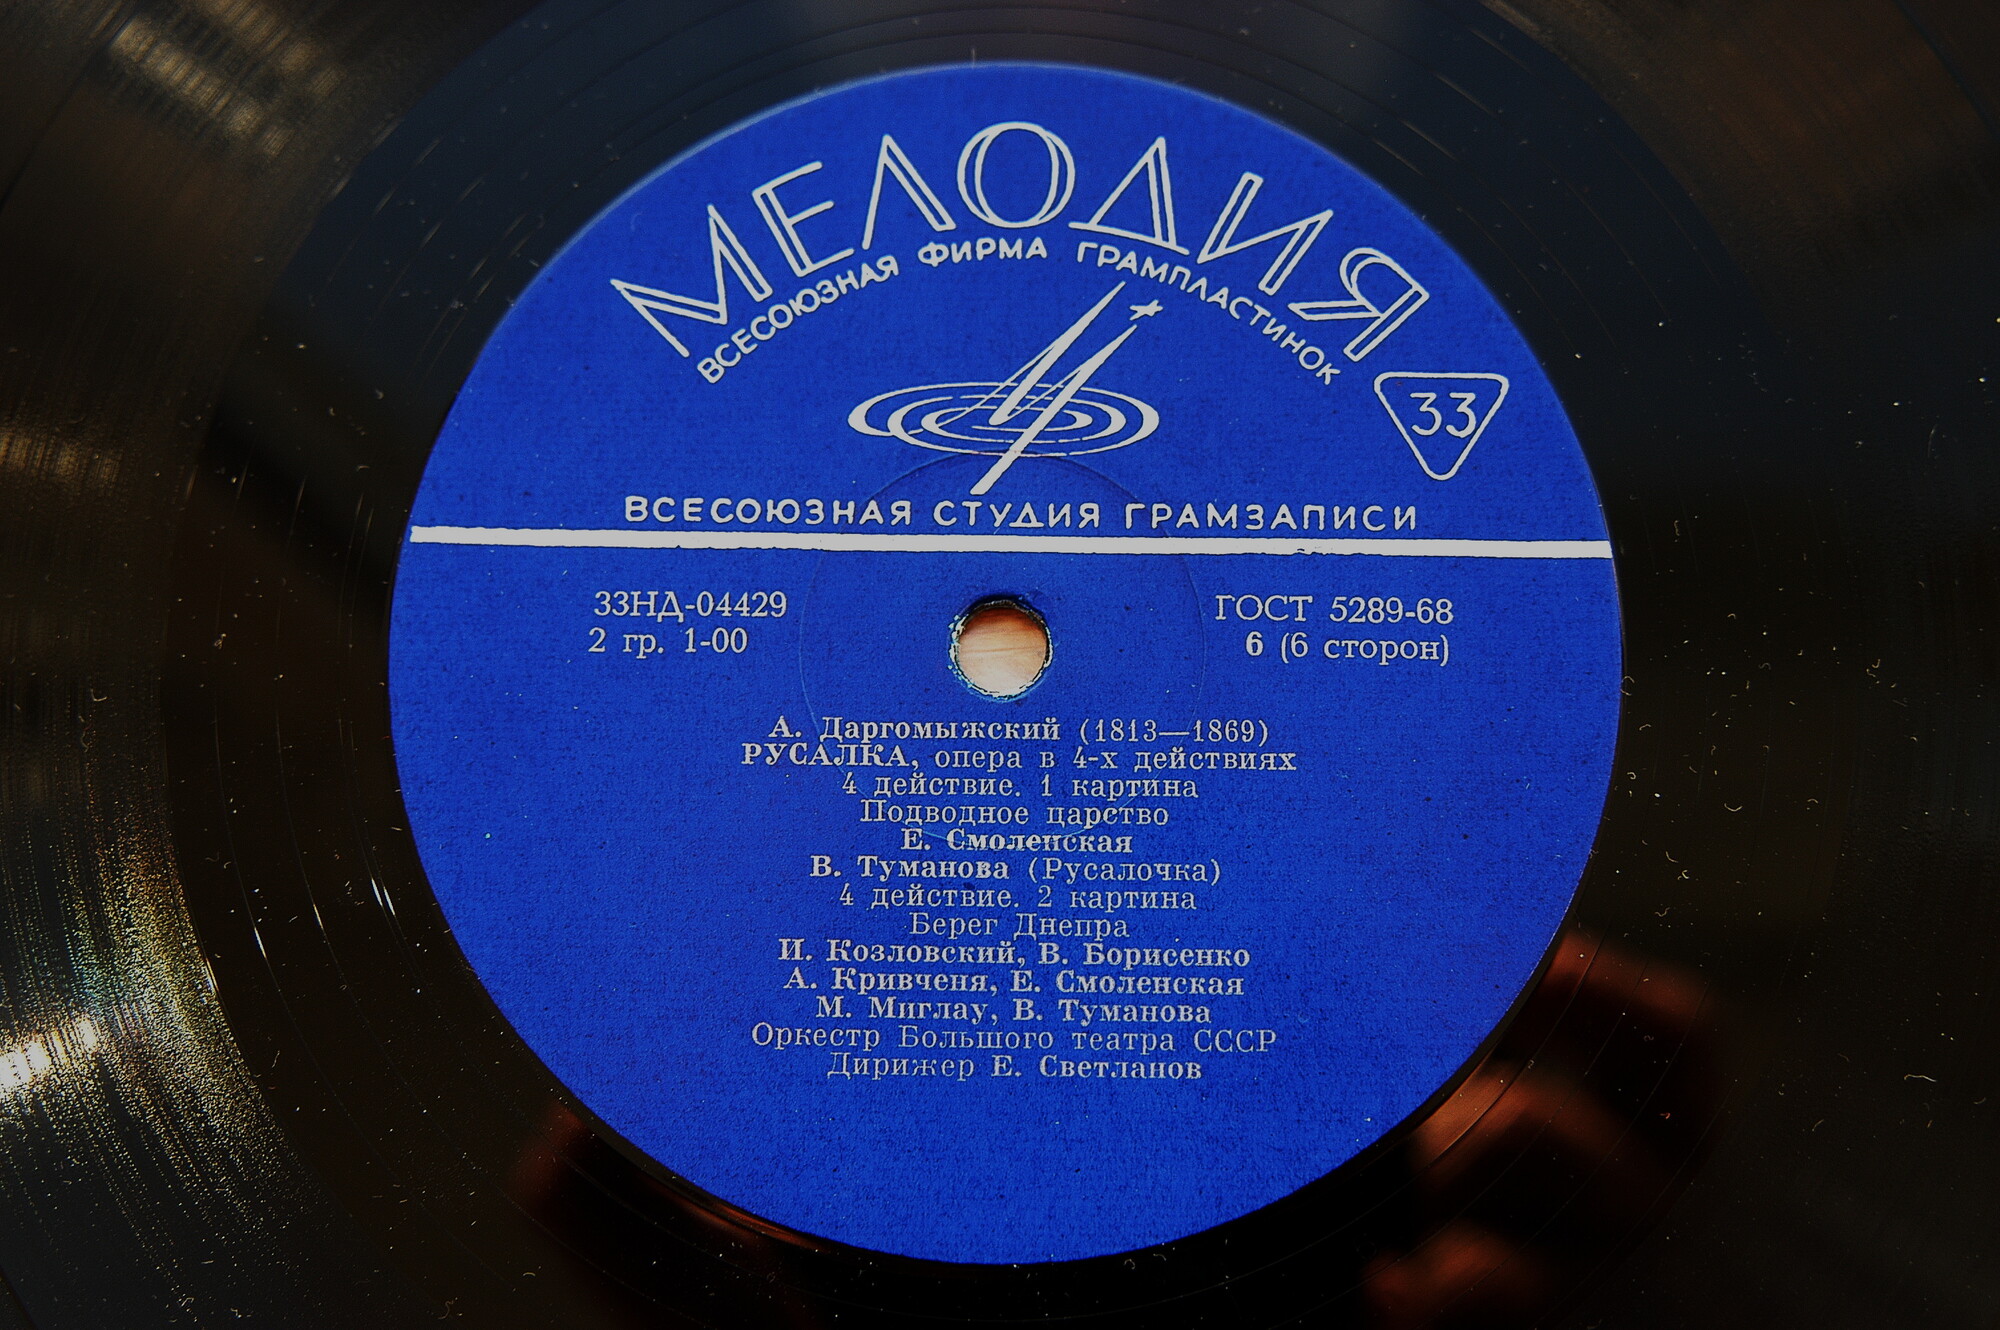 МЕЛОДИЯ
ВСЕСОЮЗНАЯ ФИРМА ГРАМПЛАСТИНОК
33
ВСЕСОЮЗНАЯ СТУДИЯ ГРАМЗАПИСИ
33НД-04429
ГОСТ 5289-68
2 гр. 1-00
6 (6 сторон)
А. Даргомыжский (1813—1869)
РУСАЛКА, опера в 4-х действиях
4 действие. 1 картина
Подводное царство
Е. Смоленская
В. Туманова (Русалочка)
4 действие. 2 картина
Берег Днепра
И. Козловский, В. Борисенко
А. Кривченя, Е. Смоленская
М. Миглау, В. Туманова
Оркестр Большого театра СССР
Дирижер Е. Светланов